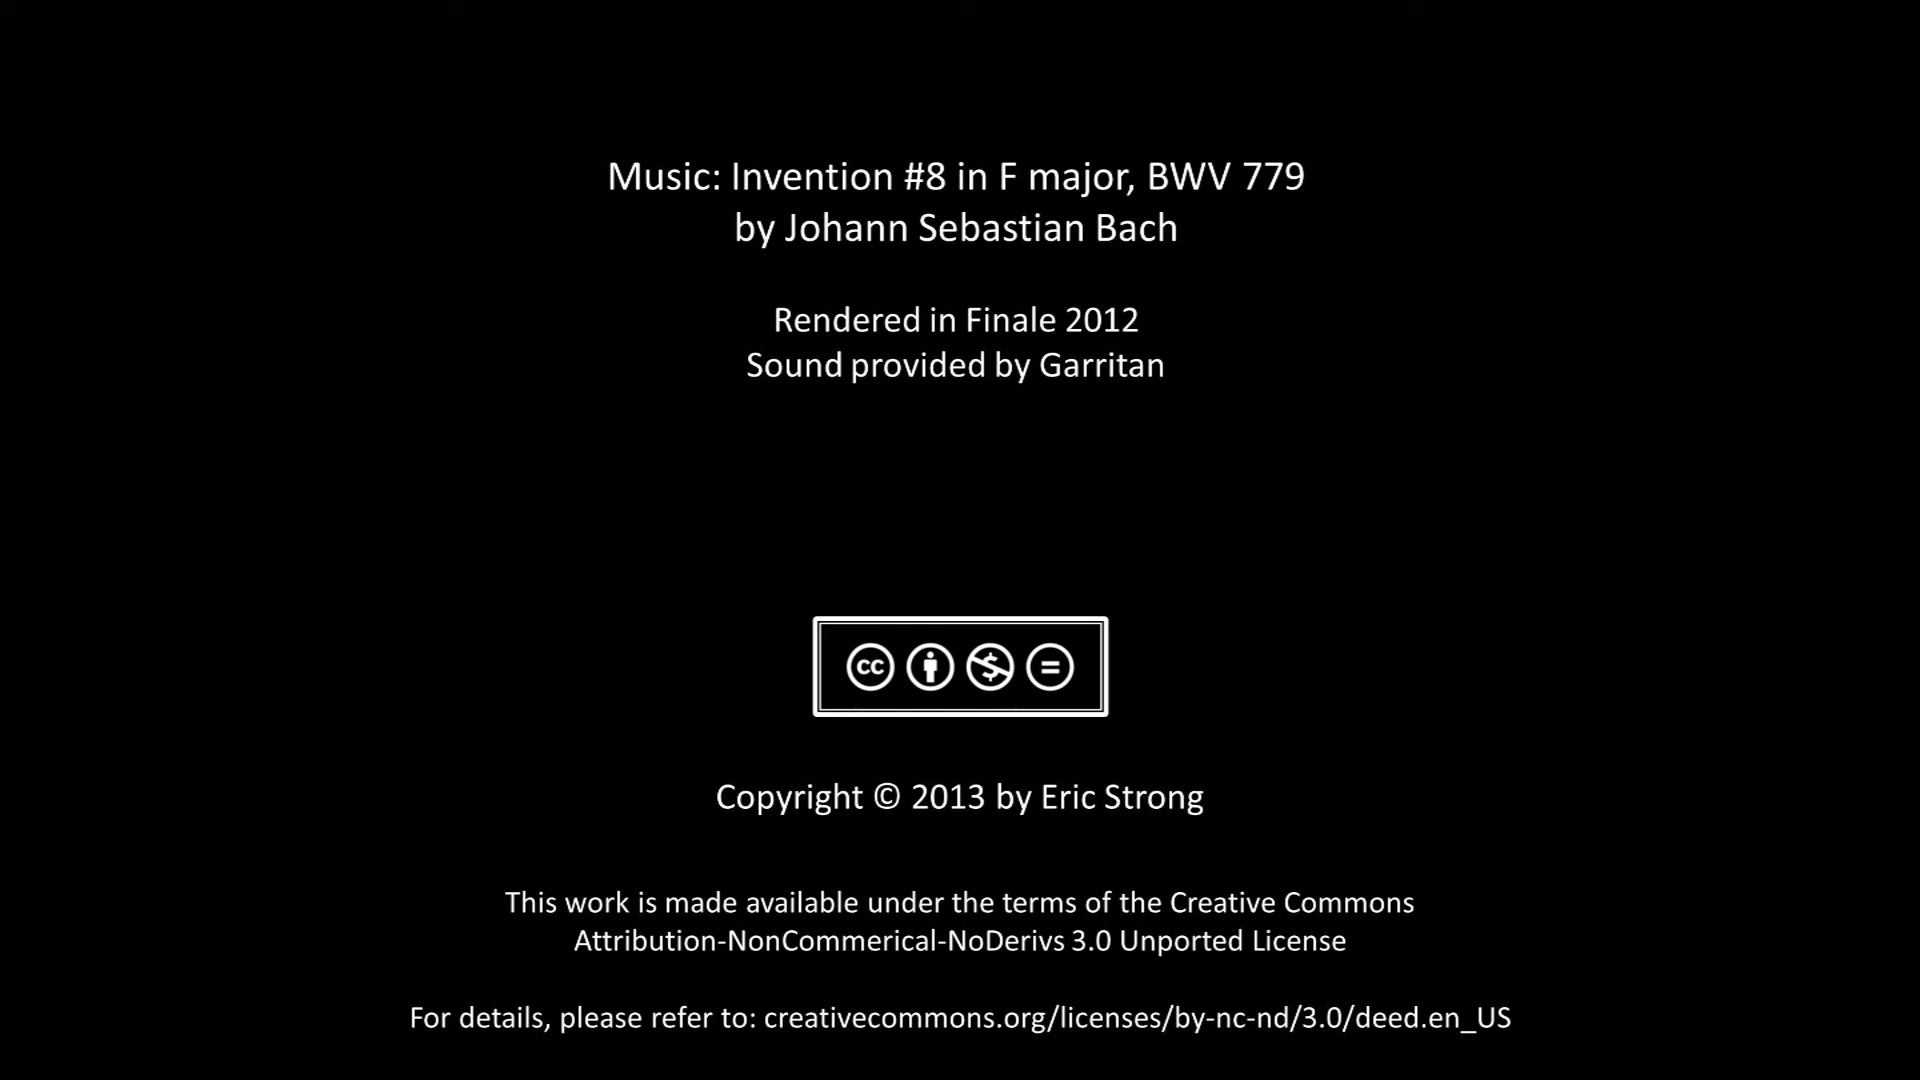 Music: Invention #8 in F major, BWV 779
by Johann Sebastian Bach
Rendered in Finale 2012
Sound provided by Garritan
cc
Copyright © 2013 by Eric Strong
This work is made available under the terms of the Creative Commons
Attribution-NonCommerical-NoDerivs 3.0 Unported License
For details, please refer to: creativecommons.org/licenses/by-nc-nd/3.0/deed.en_US